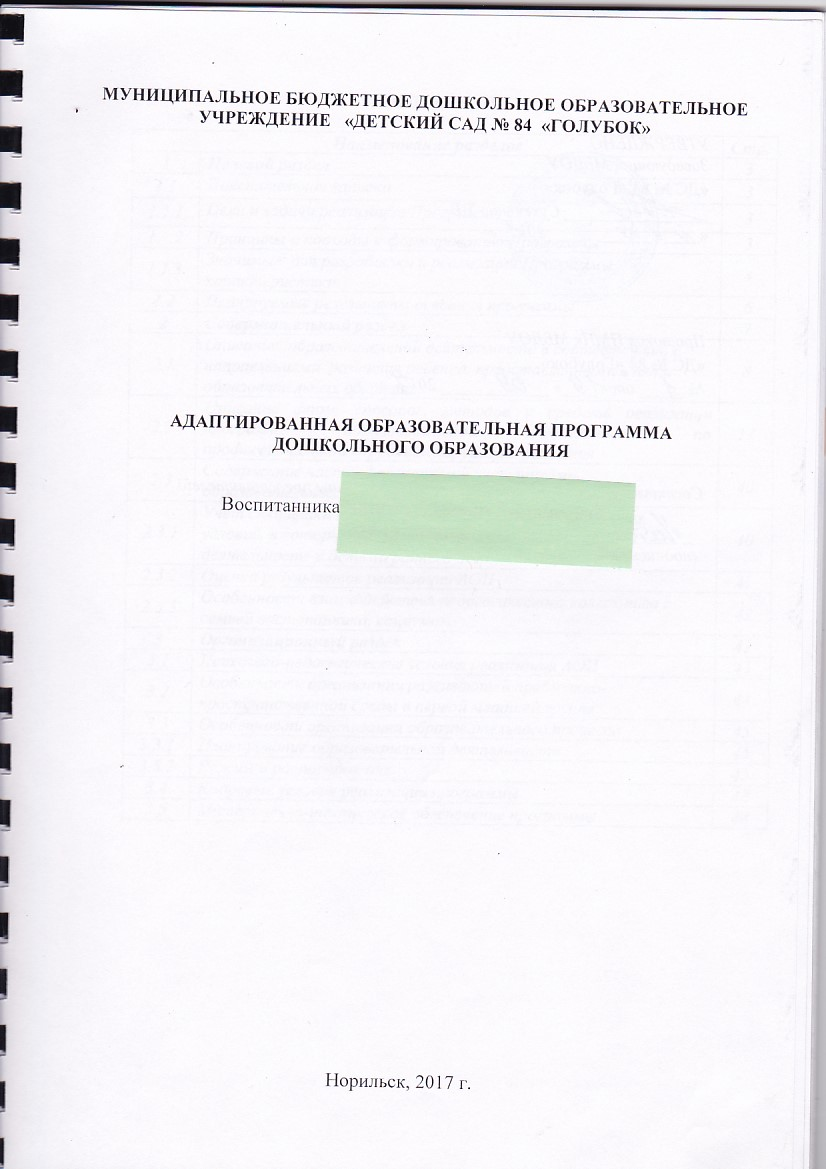 МУНИЦИПАЛЬНОЕ БЮДЖЕТНОЕ ДОШКОЛЬНОЕ ОБРАЗОВАТЕЛЬНОЕ
УЧРЕЖДЕНИЕ «ДЕТСКИЙ САД № 84 «ГОЛУБОК»
АДАПТИРОВАННАЯ ОБРАЗОВАТЕЛЬНАЯ ПРОГРАММА
ДОШКОЛЬНОГО ОБРАЗОВАНИЯ
Воспитанника
Норильск, 2017 г.